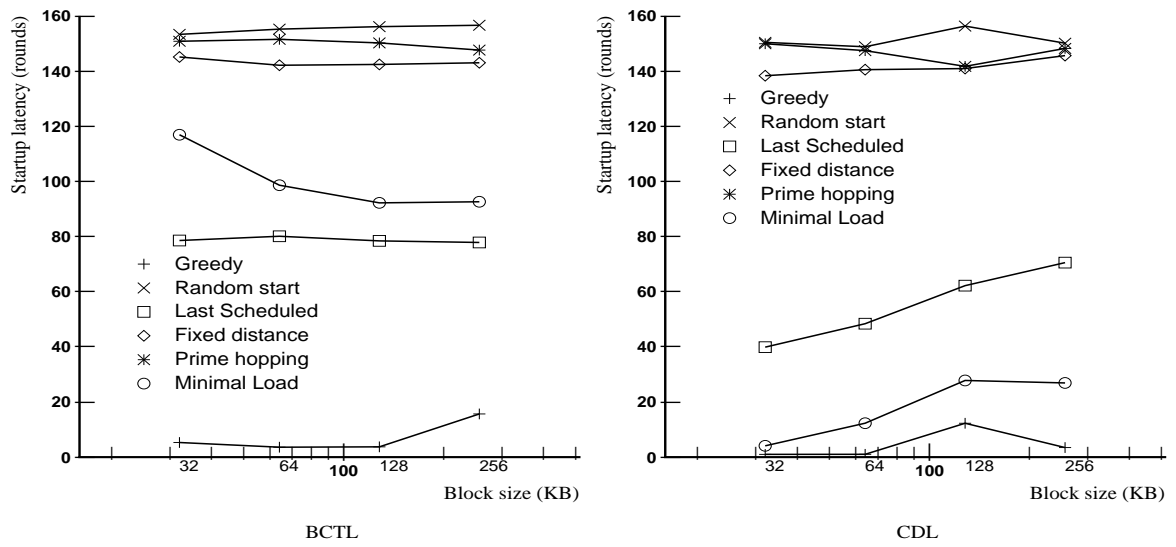 Startup latency (rounds)
160
140
120
100
80
60
40
20
0
Greedy
Random start
Last Scheduled
Fixed distance
Prime hopping
Minimal Load
32
64
100
128
256
Block size (KB)
BCTL
Startup latency (rounds)
160
140
120
100
80
60
40
20
0
Greedy
Random start
Last Scheduled
Fixed distance
Prime hopping
Minimal Load
32
64
100
128
256
Block size (KB)
CDL